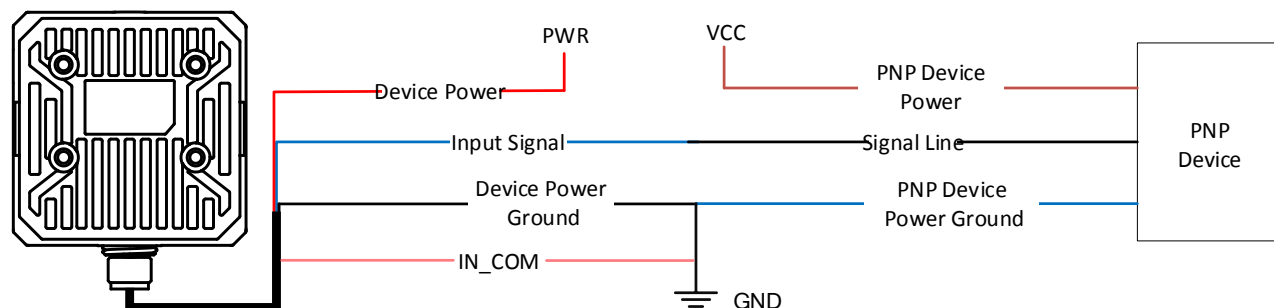 PWR
VCC
Device Power
PNP Device
Power
Input Signal
Signal Line
PNP
Device
Device Power
Ground
PNP Device
Power Ground
IN_COM
GND